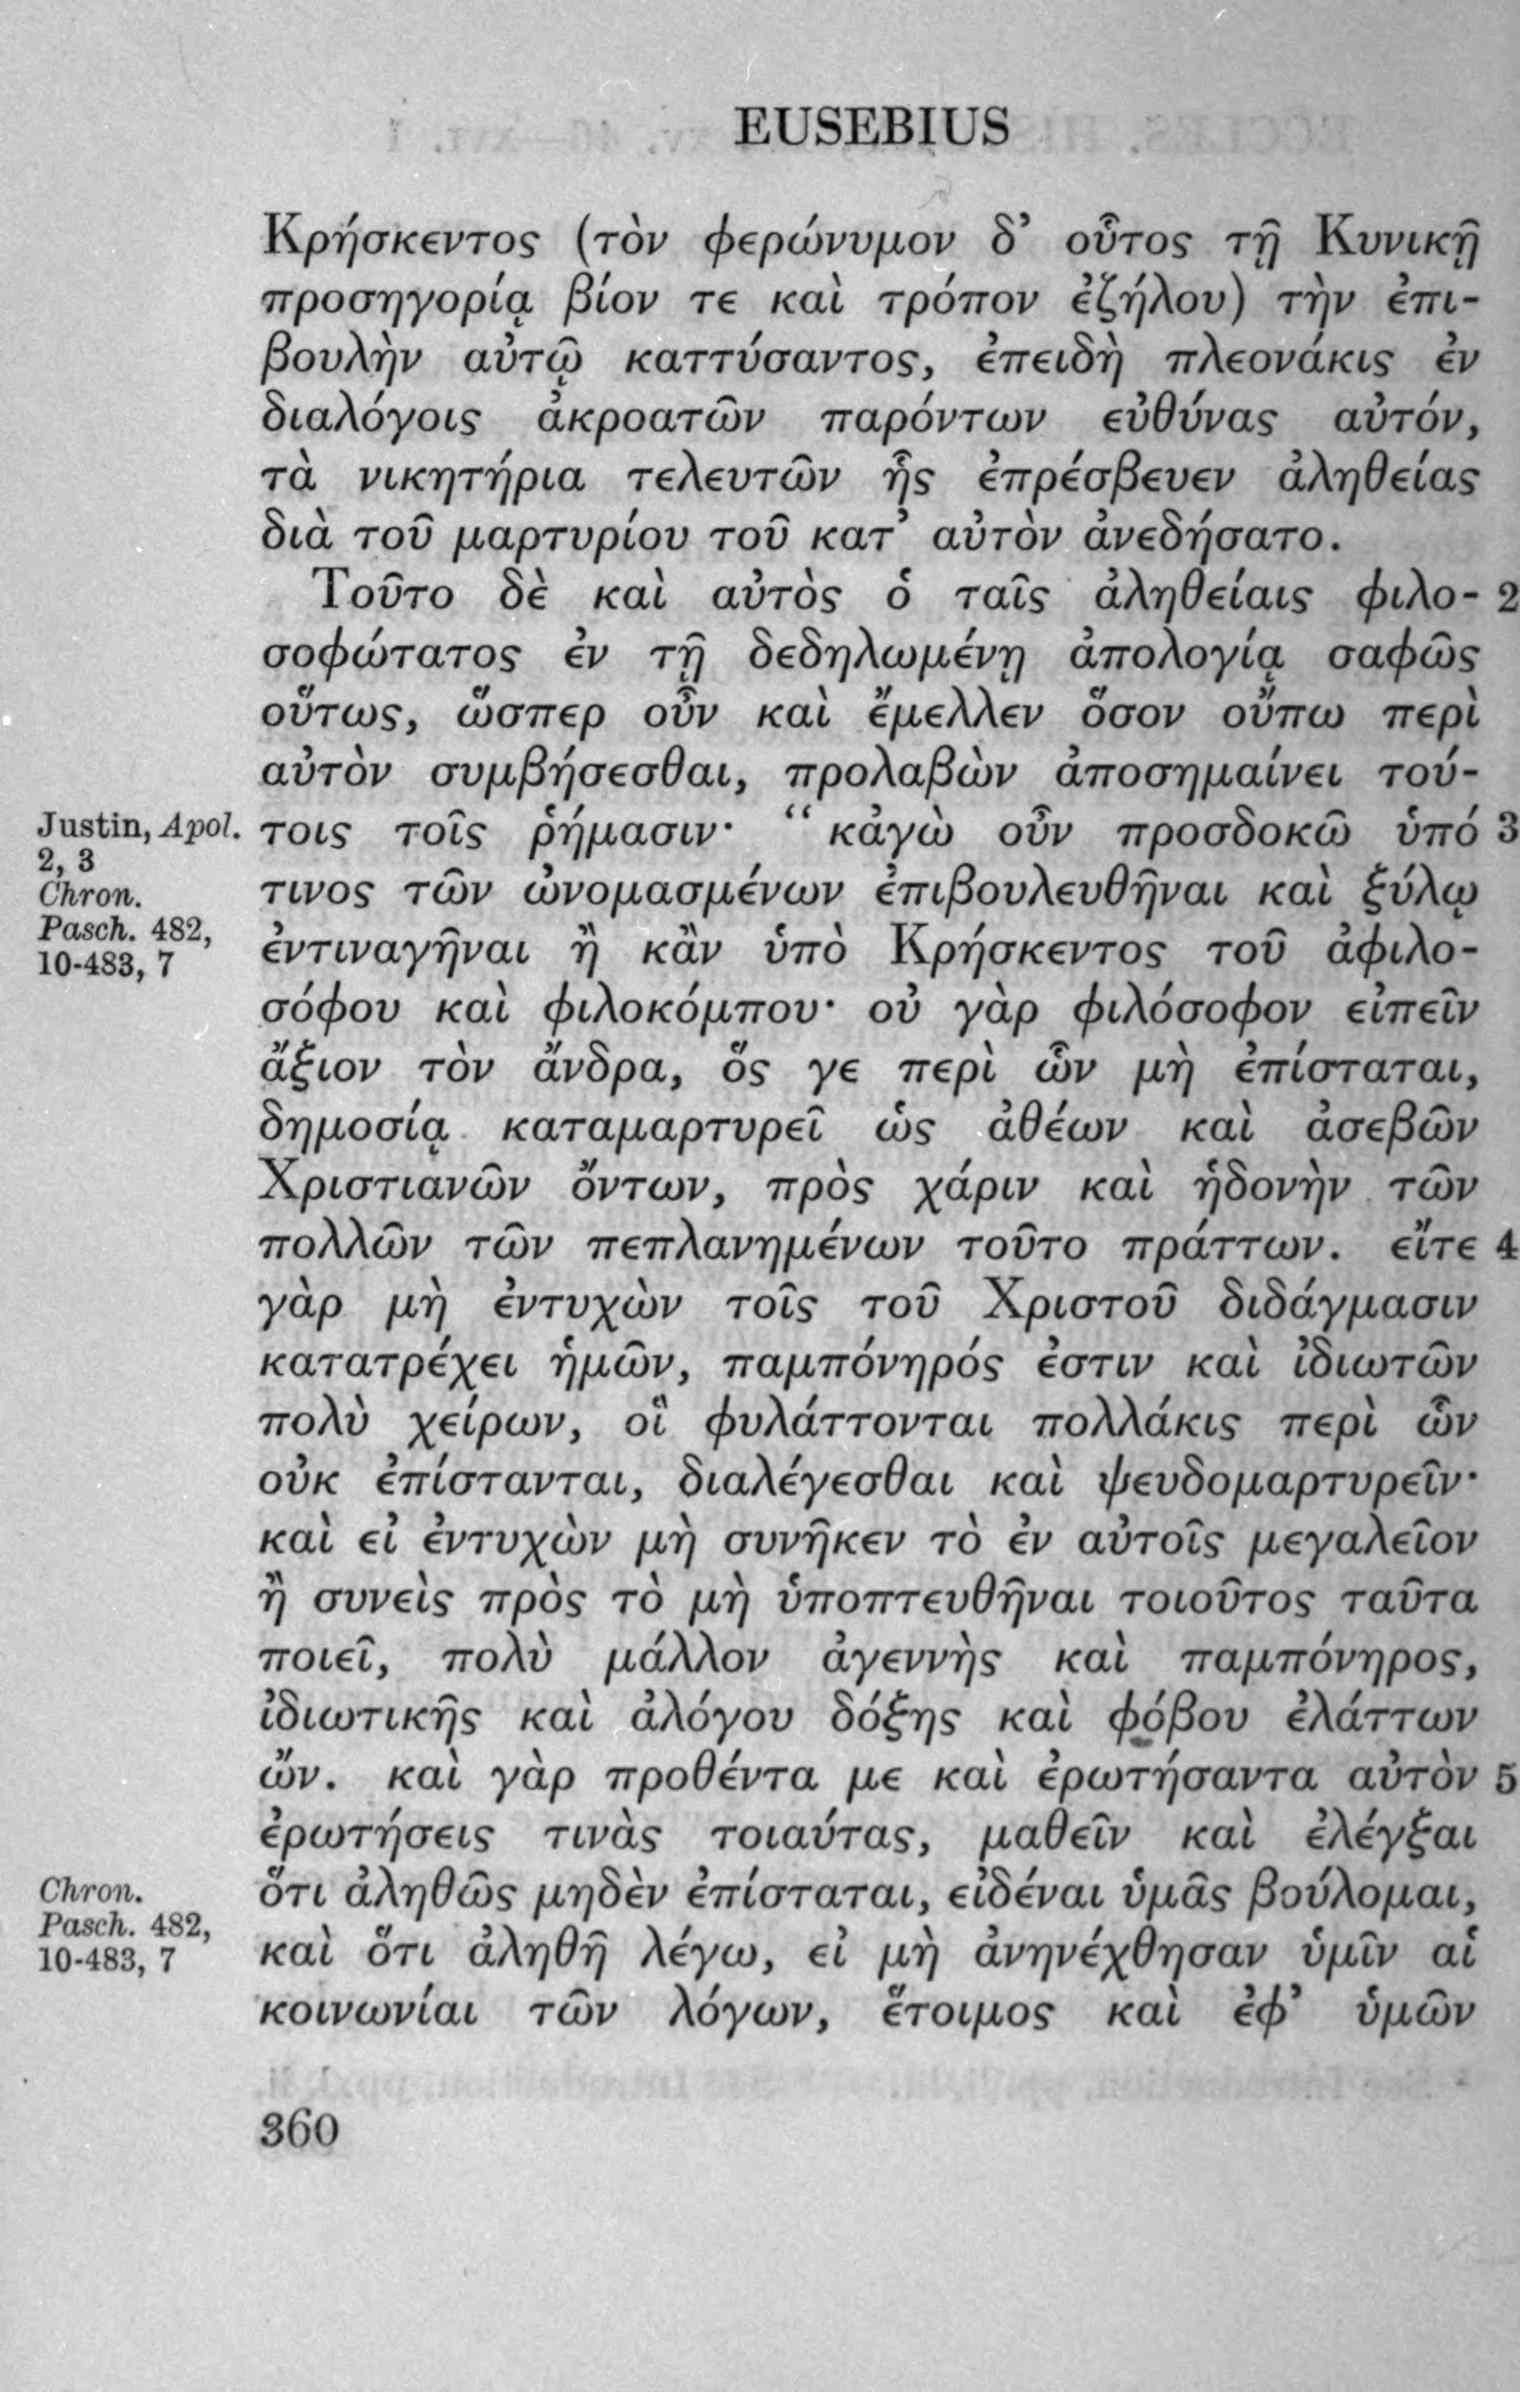 EUSEBIUS
Κρήσκεντος (τὸν φερώνυμον δ’ οὗτος τῇ Κυνικῇ
προσηγορίᾳ βίον τε καὶ τρόπον ἐζήλου) τὴν ἐπι-
βουλὴν αὐτῷ καττύσαντος, ἐπειδὴ πλεονάκις ἐν
διαλόγοις ἀκροατῶν παρόντων εὐθύνας αὐτόν,
τὰ νικητήρια τελευτῶν ἧς ἐπρέσβευεν ἀληθείας
διὰ τοῦ μαρτυρίου τοῦ κατ’ αὐτὸν ἀνεδήσατο.
Τοῦτο δὲ καὶ αὐτὸς ὁ ταῖς ἀληθείαις φιλο- 2
σοφώτατος ἐν τῇ δεδηλωμένῃ ἀπολογίᾳ σαφῶς
οὕτως, ὥσπερ οὖν καὶ ἔμελλεν ὅσον οὔπω περὶ
αὐτὸν συμβήσεσθαι, προλαβὼν ἀποσημαίνει τού-
Justin, Apol. τοις τοῖς ῥήμασιν· “ κἀγὼ οὖν προσδοκῶ ὑπό 3
2, 3
Chron. τινος τῶν ὠνομασμένων ἐπιβουλευθῆναι καὶ ξύλῳ
Pasch. 482, ἐντιναγῆναι ἢ κἂν ὑπὸ Κρήσκεντος τοῦ ἀφιλο-
10-483, 7
σόφου καὶ φιλοκόμπου· οὐ γὰρ φιλόσοφον εἰπεῖν
ἄξιον τὸν ἄνδρα, ὅς γε περὶ ὧν μὴ ἐπίσταται,
δημοσίᾳ καταμαρτυρεῖ ὡς ἀθέων καὶ ἀσεβῶν
Χριστιανῶν ὄντων, πρὸς χάριν καὶ ἡδονὴν τῶν
πολλῶν τῶν πεπλανημένων τοῦτο πράττων. εἴτε 4
γὰρ μὴ ἐντυχὼν τοῖς τοῦ Χριστοῦ διδάγμασιν
κατατρέχει ἡμῶν, παμπόνηρός ἐστιν καὶ ἰδιωτῶν
πολὺ χείρων, οἳ φυλάττονται πολλάκις περὶ ὧν
οὐκ ἐπίστανται, διαλέγεσθαι καὶ ψευδομαρτυρεῖν·
καὶ εἰ ἐντυχὼν μὴ συνῆκεν τὸ ἐν αὐτοῖς μεγαλεῖον
ἢ συνεὶς πρὸς τὸ μὴ ὑποπτευθῆναι τοιοῦτος ταῦτα
ποιεῖ, πολὺ μάλλον ἀγεννὴς καὶ παμπόνηρος,
ἰδιωτικῆς καὶ ἀλόγου δόξης καὶ φόβου ἐλάττων
ὤν. καὶ γὰρ προθέντα με καὶ ἐρωτήσαντα αὐτὸν 5
ἐρωτήσεις τινὰς τοιαύτας, μαθεῖν καὶ ἐλέγξαι
Chron. ὅτι ἀληθῶς μηδὲν ἐπίσταται, εἰδέναι ὑμᾶς βούλομαι,
Pasch. 482,
10-483, 7 καὶ ὅτι ἀληθῆ λέγω, εἰ μὴ ἀνηνέχθησαν ὑμῖν αἱ
κοινωνίαι τῶν λόγων, ἕτοιμος καὶ ἐφ’ ὑμῶν
360